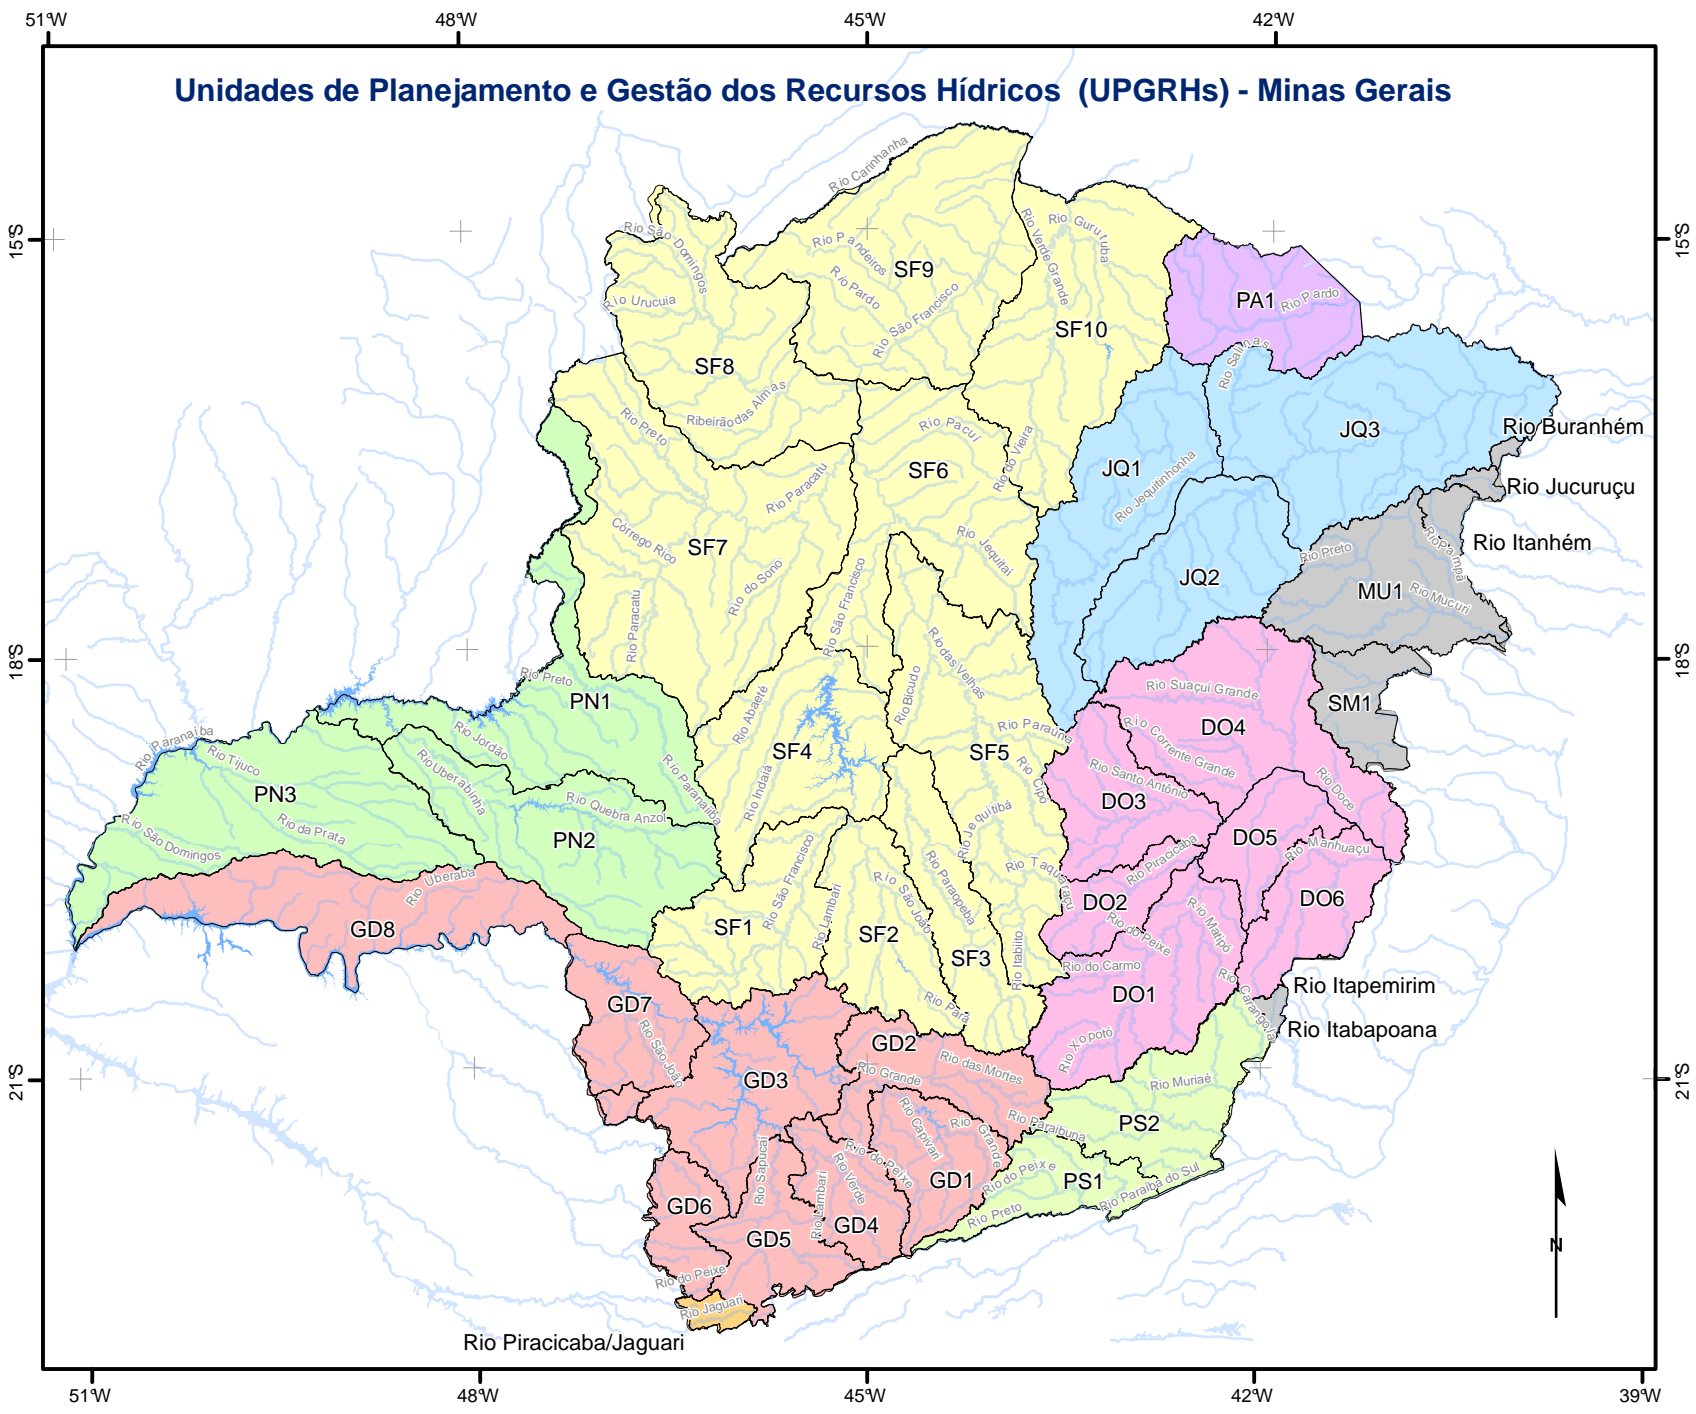 51°W 48°W 45°W 42°W
Unidades de Planejamento e Gestão dos Recursos Hídricos (UPGRHs) - Minas Gerais
15°S
15°S
18°S
18°S
21°S
21°S
Rio Carinhanha
Rio São Domingos
Rio Pandeiros
SF9
Rio Verde Grande
Rio Gurutuba
Rio Urucuia
Rio Pardo
Rio São Francisco
PA1
Rio Pardo
SF10
SF8
Rio Salinas
Ribeirão das Almas
Rio Preto
Rio Pacuí
Rio do Vieira
JQ3
Rio Buranhém
SF6
JQ1
Rio Jequitinhonha
Rio Paracatu
Rio Jucuruçu
Córrego Rico
SF7
Rio Jequitaí
Rio Preto
Rio Pampã
Rio Itanhém
Rio do Sono
JQ2
MU1
Rio Mucuri
Rio Paracatu
Rio São Francisco
Rio das Velhas
Rio Preto
PN1
Rio Bicudo
Rio Suaçuí Grande
SM1
Rio Abaeté
Rio Paraúna
DO4
Rio Paranaíba
Rio Tijuco
Rio Jordão
SF4
SF5
Rio Corrente Grande
Rio Uberabinha
Rio Paranaíba
Rio Indaiá
Rio Cipó
Rio Santo Antônio
Rio Doce
PN3
Rio Quebra Anzol
DO3
Rio Jequitibá
Rio São Domingos
Rio da Prata
PN2
DO5
Rio Manhuaçu
Rio Piracicaba
Rio Uberaba
Rio São Francisco
Rio Lambari
Rio São João
Rio Paraopeba
Rio Taquaraçu
DO2
DO6
GD8
SF1
SF2
Rio do Peixe
Rio Matipó
SF3
Rio Itabiito
Rio do Carmo
GD7
DO1
Rio Carangola
Rio Itapemirim
Rio Pará
Rio Itabapoana
Rio São João
GD2
Rio Xopotó
Rio das Mortes
GD3
Rio Grande
Rio Muriaé
Rio Capivari
Rio Grande
Rio Paraibuna
PS2
Rio Sapucaí
Rio do Peixe
Rio Verde
GD1
Rio do Peixe
PS1
Rio Paraíba do Sul
GD6
Rio Lambari
GD4
Rio Preto
GD5
Rio do Peixe
N
Rio Jaguari
Rio Piracicaba/Jaguari
51°W 48°W 45°W 42°W 39°W